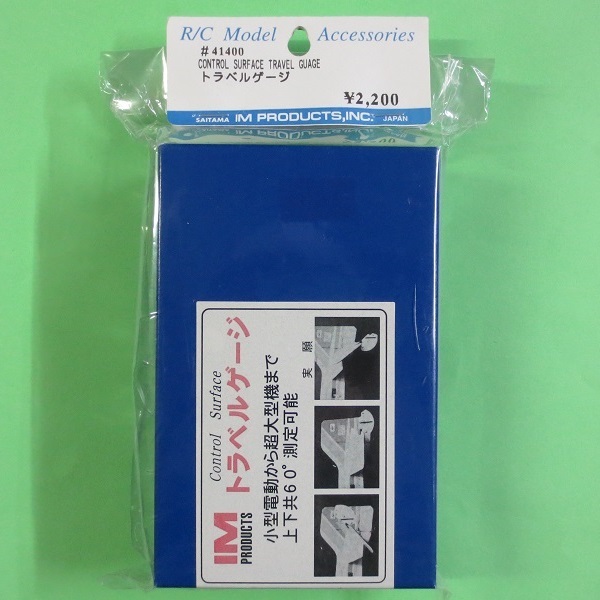 R/C Model Accessories
#41400
CONTROL SURFACE TRAVEL GUAGE
トラベルゲージ
¥2,200
SAITAMA IM PRODUCTS,INC. JAPAN
IM PRODUCTS
Control Surface
トラベルゲージ
小型電動から超大型機まで
上下共60°測定可能
実願